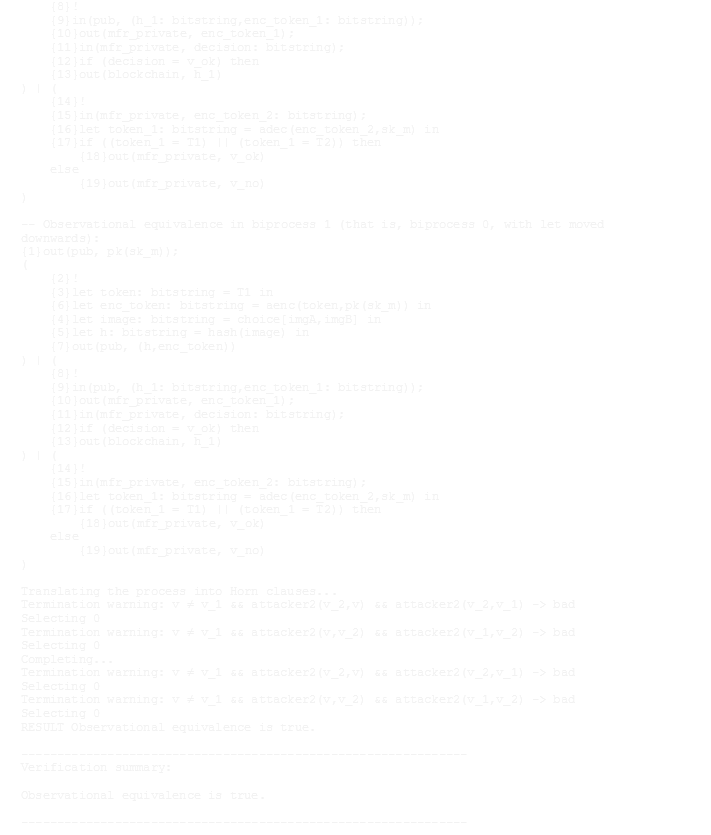 {8}!
{9}in(pub, (h_1: bitstring,enc_token_1: bitstring));
{10}out(mfr_private, enc_token_1);
{11}in(mfr_private, decision: bitstring);
{12}if (decision = v_ok) then
{13}out(blockchain, h_1)
) | (
{14}!
{15}in(mfr_private, enc_token_2: bitstring);
{16}let token_1: bitstring = adec(enc_token_2,sk_m) in
{17}if ((token_1 = T1) || (token_1 = T2)) then
{18}out(mfr_private, v_ok)
else
{19}out(mfr_private, v_no)
)
-- Observational equivalence in biprocess 1 (that is, biprocess 0, with let moved
downwards):
{1}out(pub, pk(sk_m));
(
{2}!
{3}let token: bitstring = T1 in
{6}let enc_token: bitstring = aenc(token,pk(sk_m)) in
{4}let image: bitstring = choice[imgA,imgB] in
{5}let h: bitstring = hash(image) in
{7}out(pub, (h,enc_token))
) | (
{8}!
{9}in(pub, (h_1: bitstring,enc_token_1: bitstring));
{10}out(mfr_private, enc_token_1);
{11}in(mfr_private, decision: bitstring);
{12}if (decision = v_ok) then
{13}out(blockchain, h_1)
) | (
{14}!
{15}in(mfr_private, enc_token_2: bitstring);
{16}let token_1: bitstring = adec(enc_token_2,sk_m) in
{17}if ((token_1 = T1) || (token_1 = T2)) then
{18}out(mfr_private, v_ok)
else
{19}out(mfr_private, v_no)
)
Translating the process into Horn clauses...
Termination warning: v ≠ v_1 && attacker2(v_2,v) && attacker2(v_2,v_1) -> bad
Selecting 0
Termination warning: v ≠ v_1 && attacker2(v,v_2) && attacker2(v_1,v_2) -> bad
Selecting 0
Completing...
Termination warning: v ≠ v_1 && attacker2(v_2,v) && attacker2(v_2,v_1) -> bad
Selecting 0
Termination warning: v ≠ v_1 && attacker2(v,v_2) && attacker2(v_1,v_2) -> bad
Selecting 0
RESULT Observational equivalence is true.
--------------------------------------------------------------
Verification summary:
Observational equivalence is true.
--------------------------------------------------------------